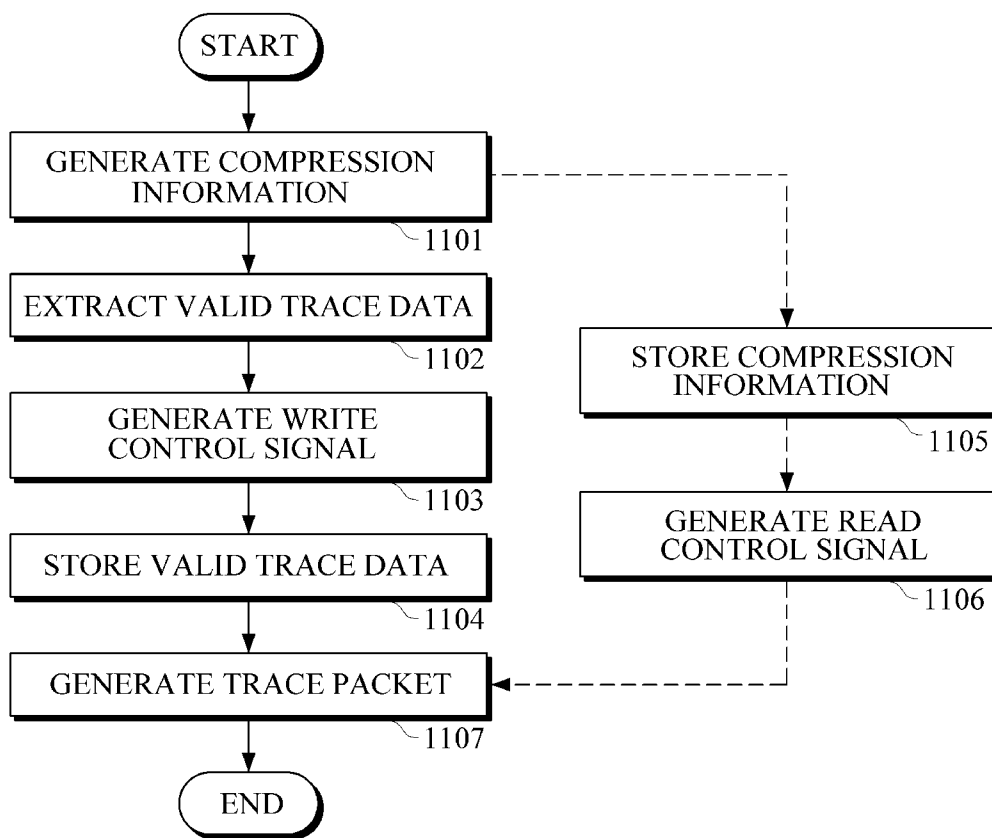 START
GENERATE COMPRESSION
INFORMATION
1101
EXTRACT VALID TRACE DATA
1102
GENERATE WRITE
CONTROL SIGNAL
1103
STORE VALID TRACE DATA
1104
STORE COMPRESSION
INFORMATION
1105
GENERATE READ
CONTROL SIGNAL
1106
GENERATE TRACE PACKET
1107
END